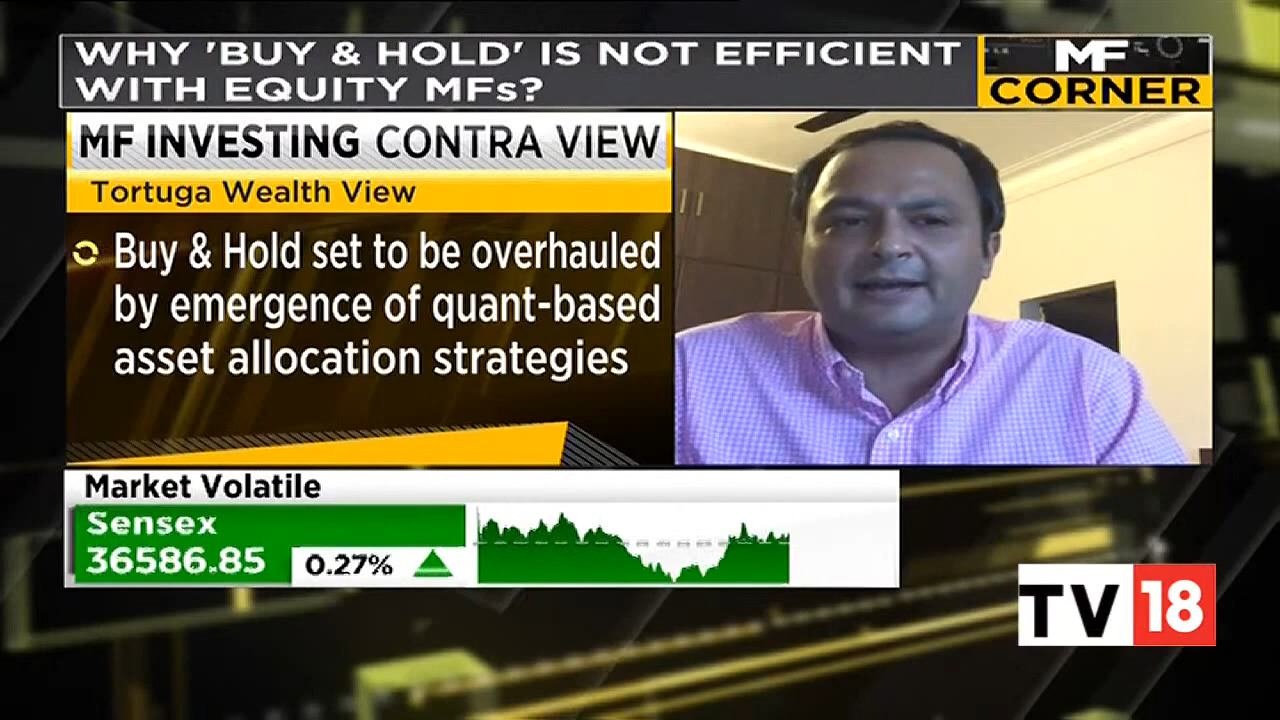 WHY 'BUY & HOLD' IS NOT EFFICIENT
WITH EQUITY MFs?
MF
CORNER
MF INVESTING CONTRA VIEW
Tortuga Wealth View
Buy & Hold set to be overhauled
by emergence of quant-based
asset allocation strategies
Market Volatile
Sensex
36586.85 0.27%
TV18